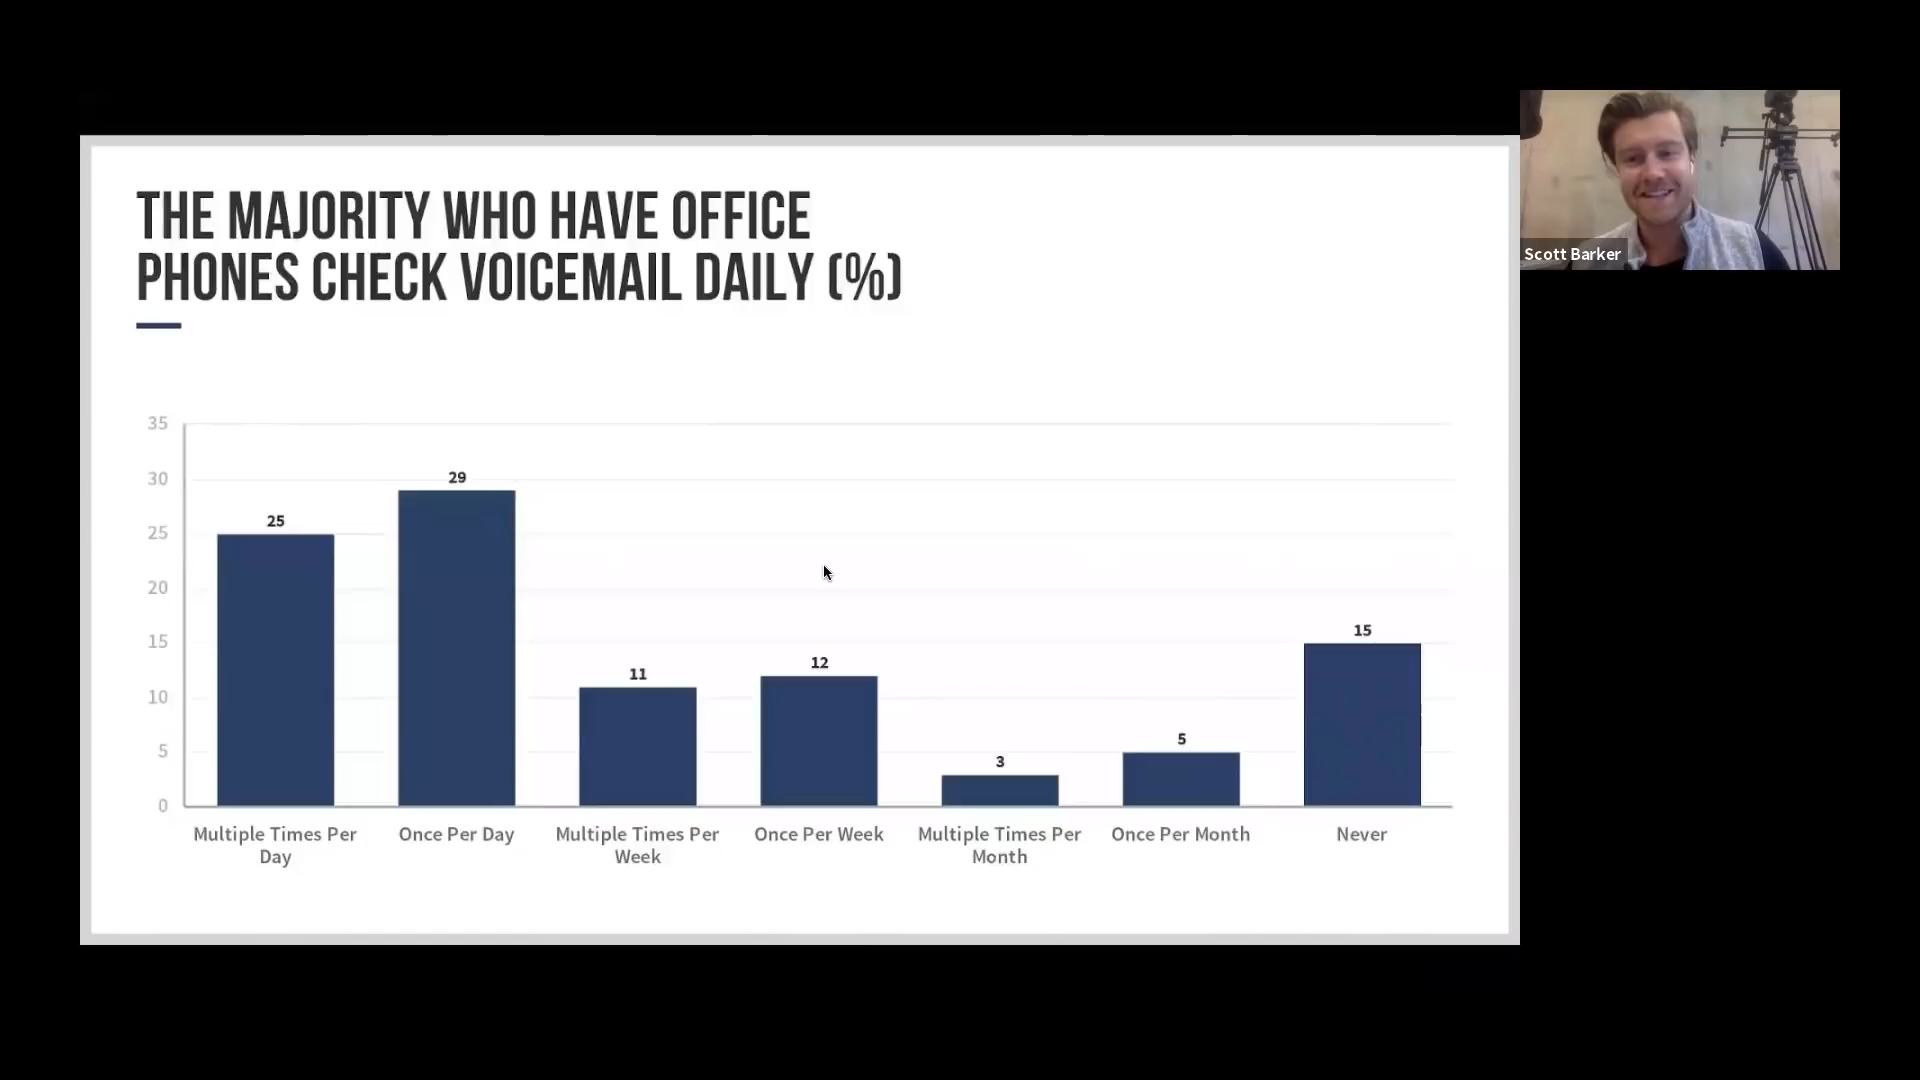 THE MAJORITY WHO HAVE OFFICE
PHONES CHECK VOICEMAIL DAILY (%)
Scott Barker
35
30
25
20
15
10
5
0
25
29
11
12
3
5
15
Multiple Times Per
Day
Once Per Day
Multiple Times Per
Week
Once Per Week
Multiple Times Per
Month
Once Per Month
Never